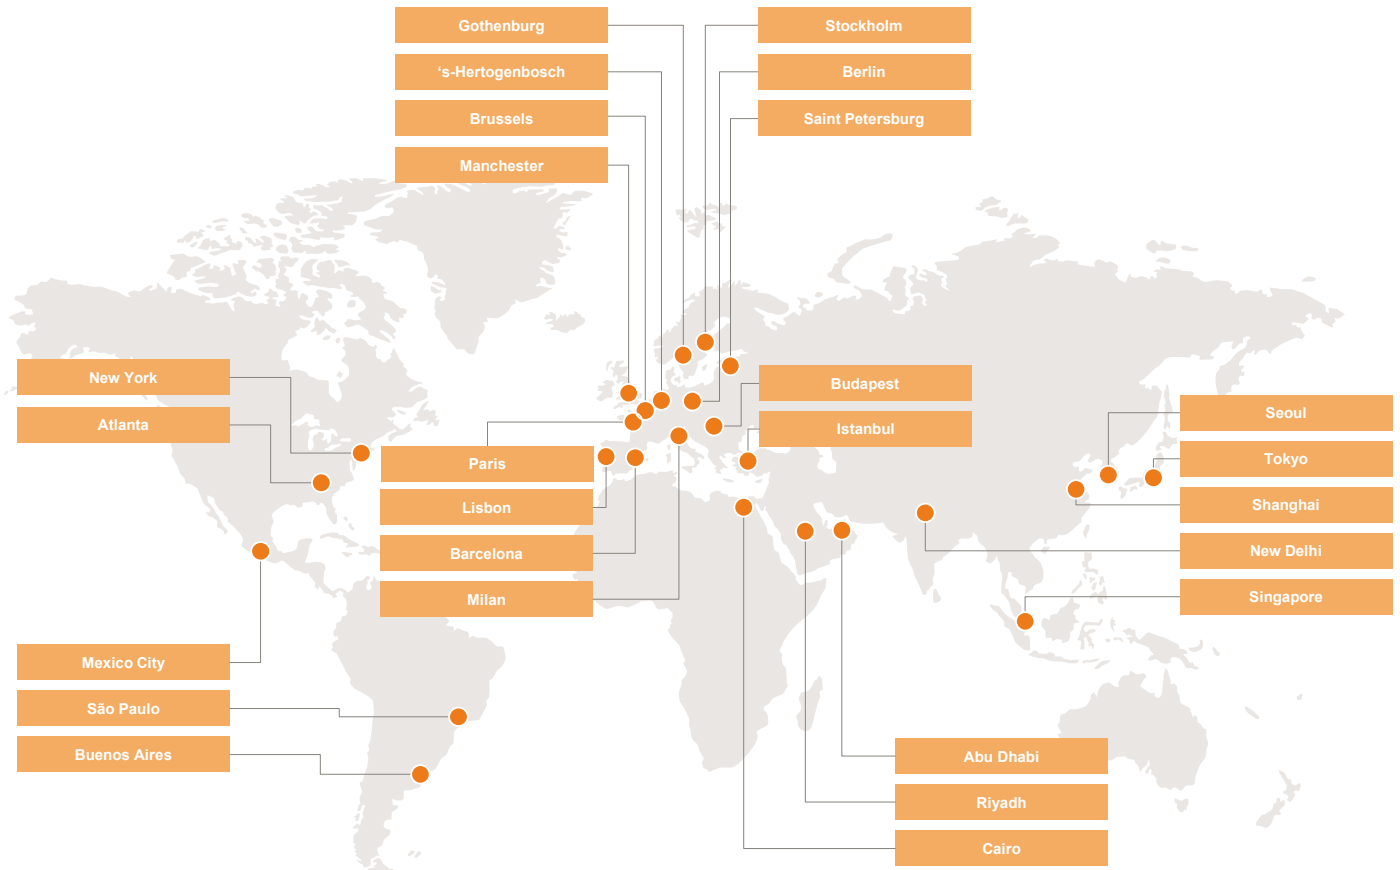 Gothenburg
‘s-Hertogenbosch
Brussels
Manchester
Stockholm
Berlin
Saint Petersburg
New York
Atlanta
Paris
Lisbon
Barcelona
Milan
Budapest
Istanbul
Seoul
Tokyo
Shanghai
New Delhi
Singapore
Mexico City
São Paulo
Buenos Aires
Abu Dhabi
Riyadh
Cairo